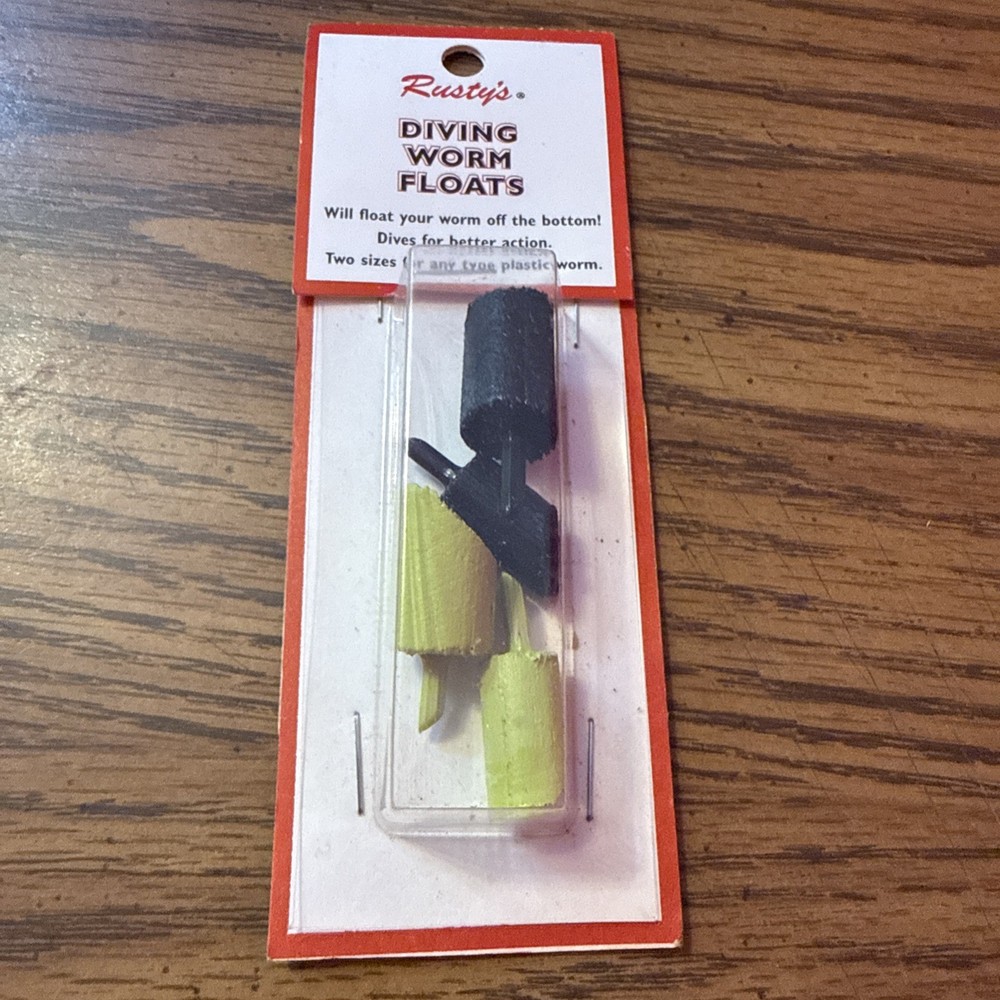 Rusty's®
DIVING
WORM
FLOATS
Will float your worm off the bottom!
Dives for better action.
Two sizes for any type plastic worm.